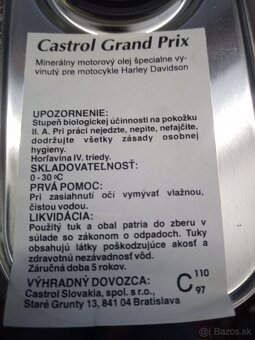 Castrol Grand Prix
Minerálny motorový olej špecialne vy-
vinutý pre motocykle Harley Davidson
UPOZORNENIE:
Stupeň biologickej účinnosti na pokožku
II. A. Pri práci nejedzte, nepite, nefajčite,
dodržujte všetky zásady osobnej
hygieny.
Horľavina IV. triedy.
SKLADOVATEĽNOSŤ:
0 - 30 ºC
PRVÁ POMOC:
Pri zasiahnutí očí vymývať vlažnou,
čistou vodou.
LIKVIDÁCIA:
Použitý tuk a obal patria do zberu v
súlade so zákonom o odpadoch. Tuky
obsahujú látky poškodzujúce akosť a
zdravotnú nezávadnosť vôd.
Záručná doba 5 rokov.
VÝHRADNÝ DOVOZCA:
Castrol Slovakia, spol. s r.o.,
Staré Grunty 13, 841 04 Bratislava
C 110
97
bazos.sk